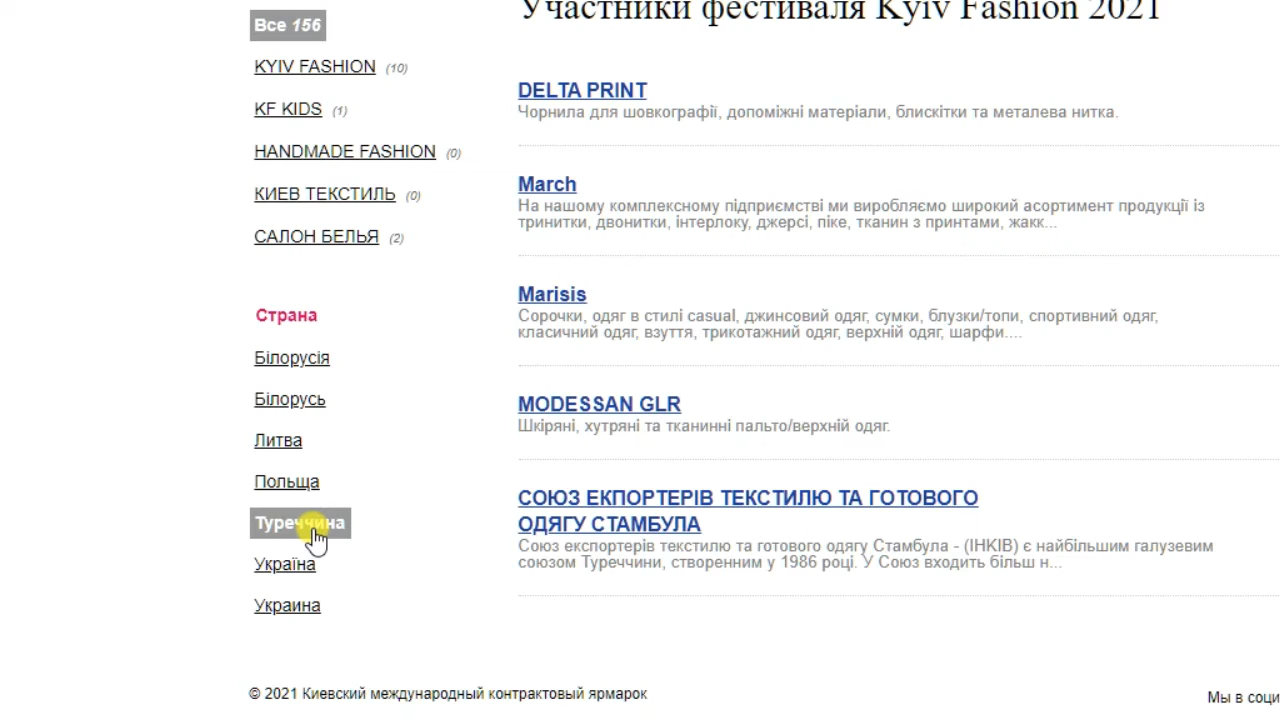 Все 156
KYIV FASHION (10)
KF KIDS (1)
HANDMADE FASHION (0)
КИЕВ ТЕКСТИЛЬ (0)
САЛОН БЕЛЬЯ (2)
Страна
Білорусія
Білорусь
Литва
Польща
Туреччина
Україна
Украина
Участники фестиваля Kyiv Fashion 2021
DELTA PRINT
Чорнила для шовкографії, допоміжні матеріали, блискітки та металева нитка.
March
На нашому комплексному підприємстві ми виробляємо широкий асортимент продукції із
тринитки, двонитки, інтерлоку, джерсі, піке, тканин з принтами, жакк...
Marisis
Сорочки, одяг в стилі casual, джинсовий одяг, сумки, блузки/топи, спортивний одяг,
класичний одяг, взуття, трикотажний одяг, верхній одяг, шарфи....
MODESSAN GLR
Шкіряні, хутряні та тканинні пальто/верхній одяг.
СОЮЗ ЕКПОРТЕРІВ ТЕКСТИЛЮ ТА ГОТОВОГО
ОДЯГУ СТАМБУЛА
Союз експортерів текстилю та готового одягу Стамбула - (ІНКІВ) є найбільшим галузевим
союзом Туреччини, створенним у 1986 році. У Союз входить більш н...
© 2021 Киевский международный контрактовый ярмарок
Мы в соци